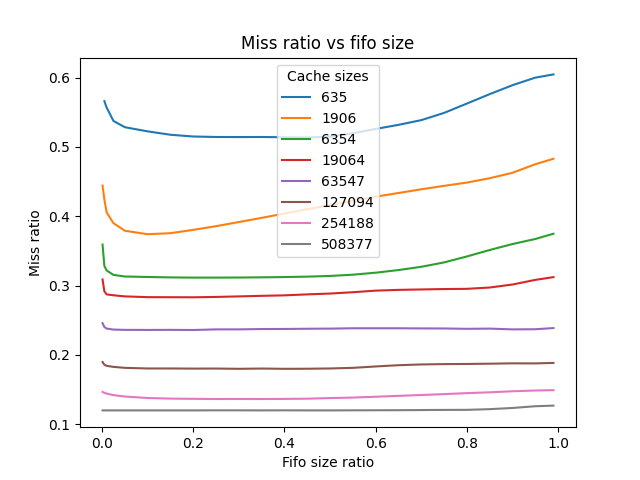 Miss ratio vs fifo size
Cache sizes
635
1906
6354
19064
63547
127094
254188
508377
Miss ratio
0.6
0.5
0.4
0.3
0.2
0.1
0.0 0.2 0.4 0.6 0.8 1.0
Fifo size ratio